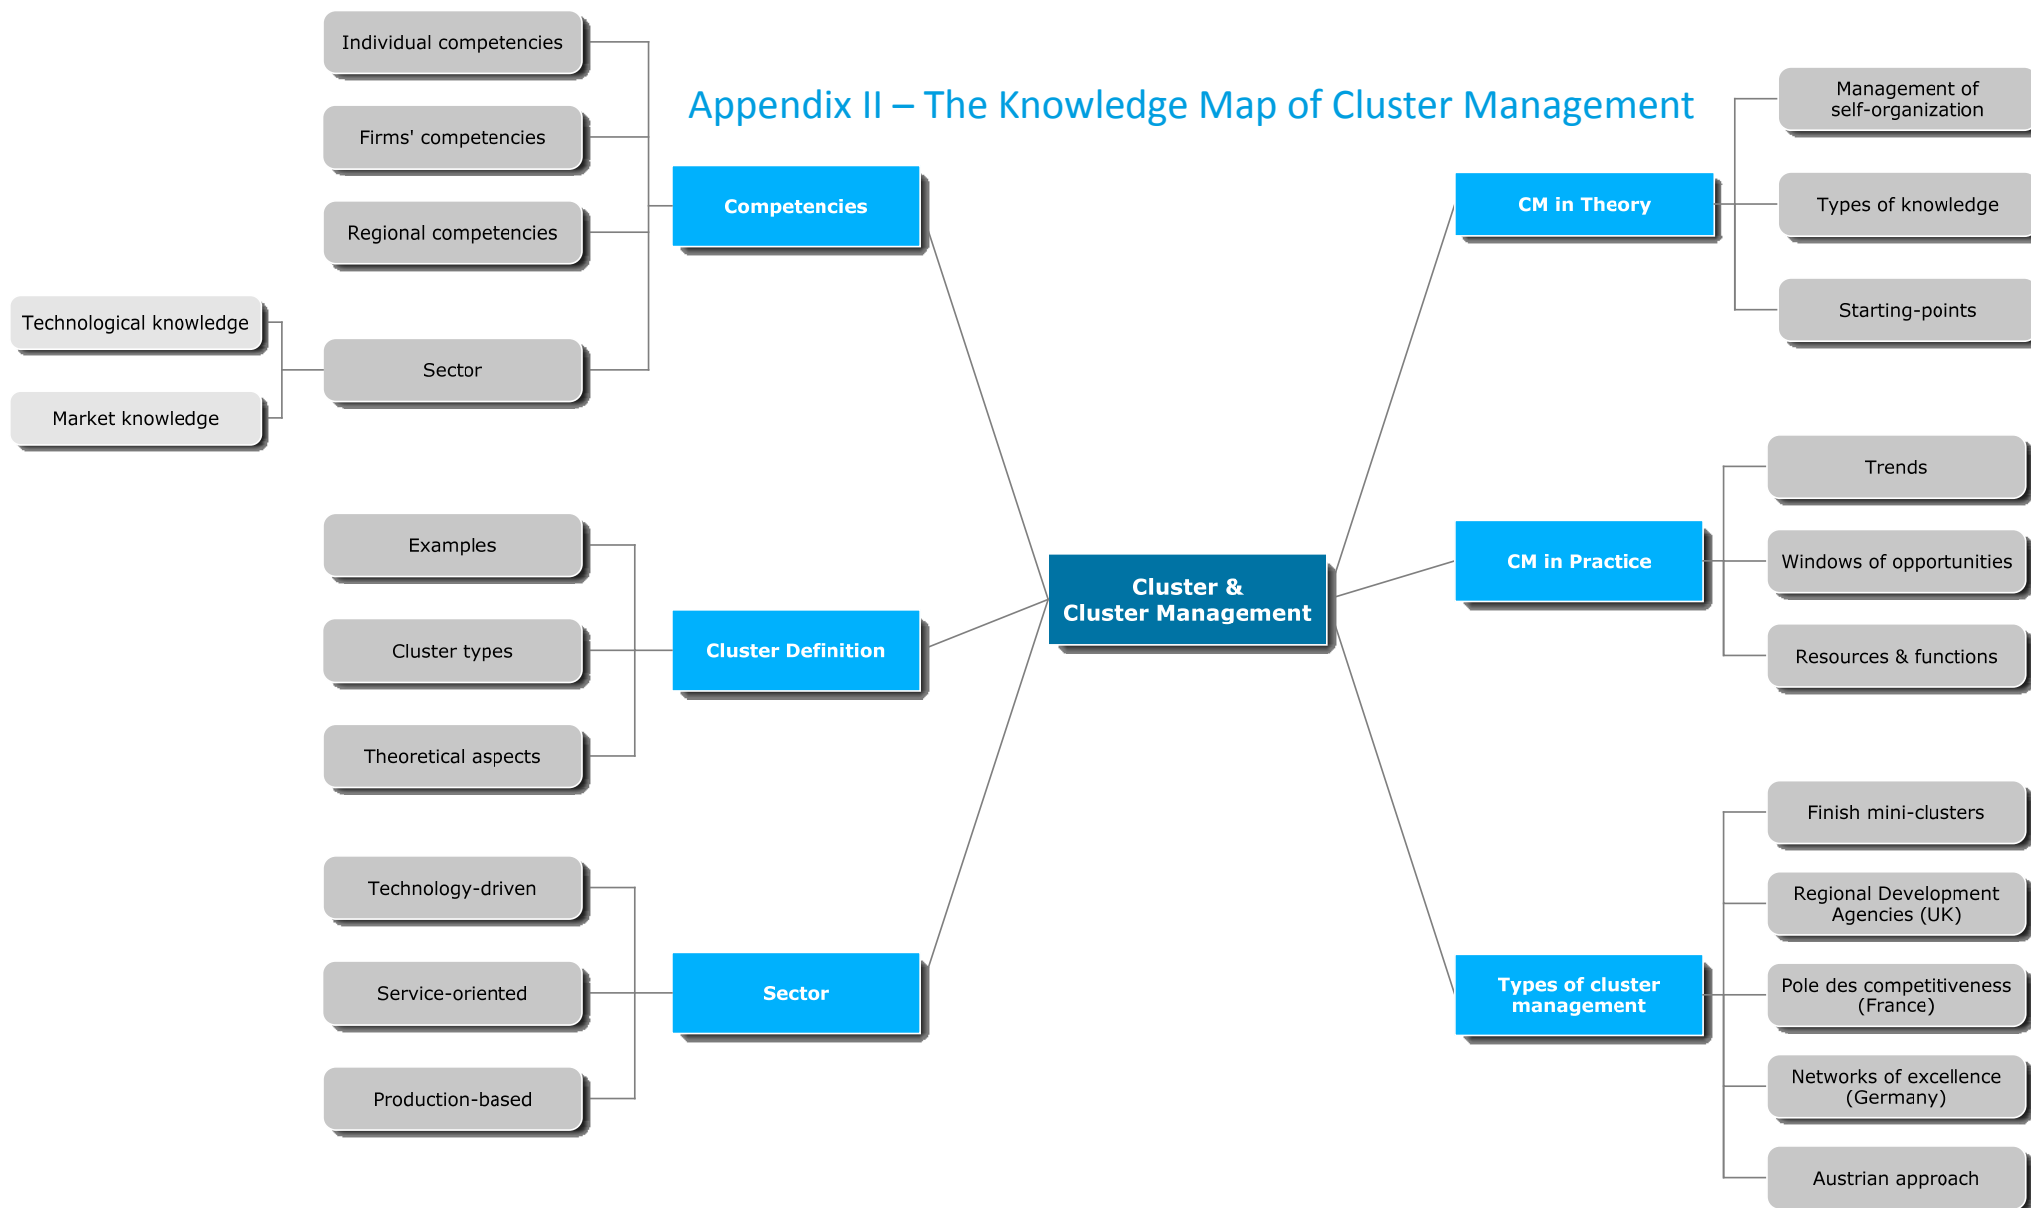 Appendix II – The Knowledge Map of Cluster Management
Individual competencies
Firms' competencies
Regional competencies
Sector
Technological knowledge
Market knowledge
Competencies
Examples
Cluster types
Theoretical aspects
Cluster Definition
Technology-driven
Service-oriented
Production-based
Sector
Cluster &
Cluster Management
CM in Theory
Management of
self-organization
Types of knowledge
Starting-points
CM in Practice
Trends
Windows of opportunities
Resources & functions
Types of cluster
management
Finish mini-clusters
Regional Development
Agencies (UK)
Pole des competitiveness
(France)
Networks of excellence
(Germany)
Austrian approach